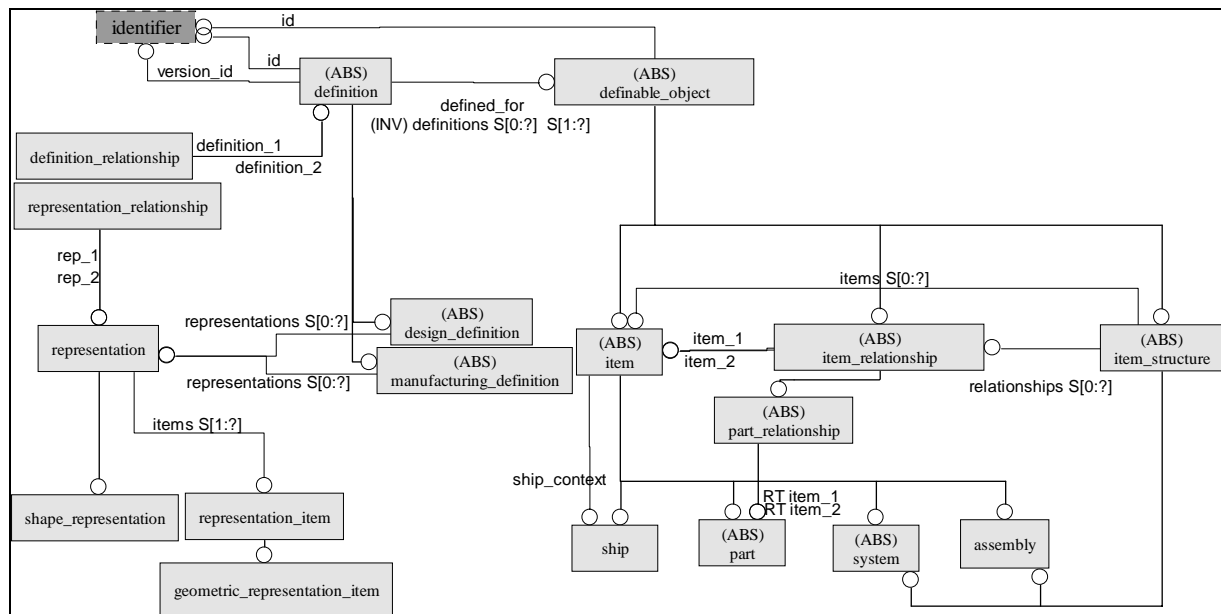 identifier
id
id
version_id
(ABS)
definition
(ABS)
definable_object
defined_for
(INV) definitions S[0:?] S[1:?]
definition_relationship
definition_1
definition_2
representation_relationship
rep_1
rep_2
items S[0:?]
representations S[0:?]
(ABS)
design_definition
representation
(ABS)
item
item_1
item_2
(ABS)
item_relationship
(ABS)
item_structure
representations S[0:?]
(ABS)
manufacturing_definition
relationships S[0:?]
(ABS)
part_relationship
items S[1:?]
ship_context
RT item_1
RT item_2
shape_representation
representation_item
ship
(ABS)
part
(ABS)
system
assembly
geometric_representation_item